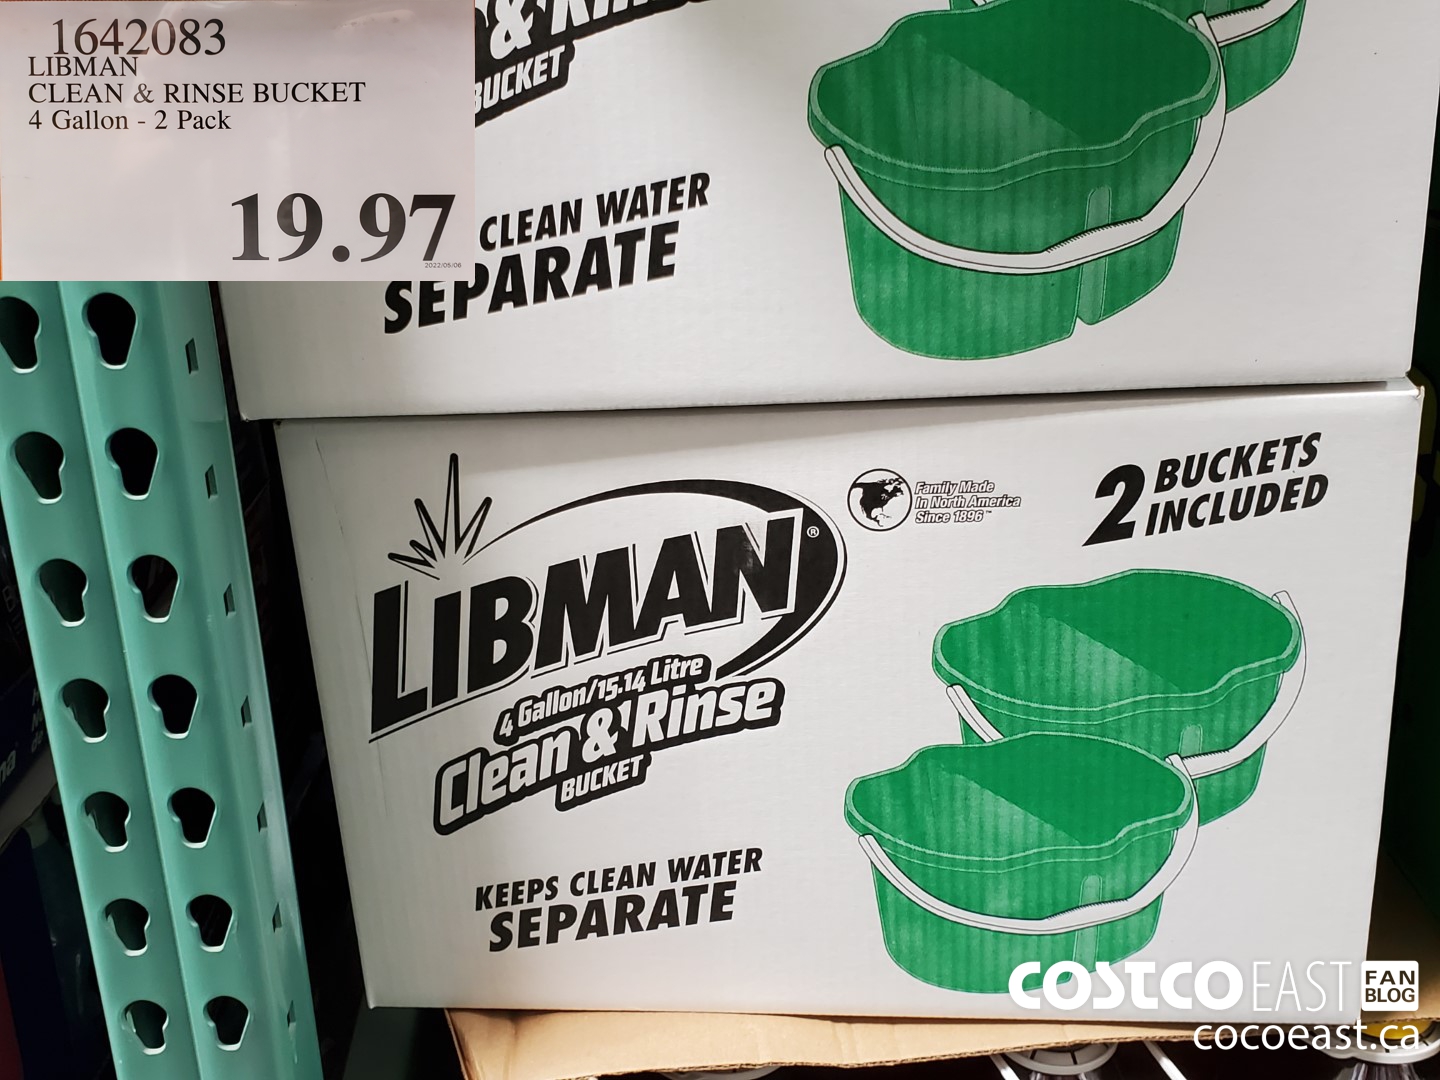 1642083
LIBMAN
CLEAN & RINSE BUCKET
4 Gallon - 2 Pack
19.97
2022/05/06
& Rinse
BUCKET
CLEAN WATER
SEPARATE
LIBMAN®
4 Gallon/15.14 Litre
Clean & Rinse
BUCKET
Family Made
In North America
Since 1896™
2 BUCKETS
INCLUDED
KEEPS CLEAN WATER
SEPARATE
COSTCO EAST FAN
BLOG
cocoeast.ca